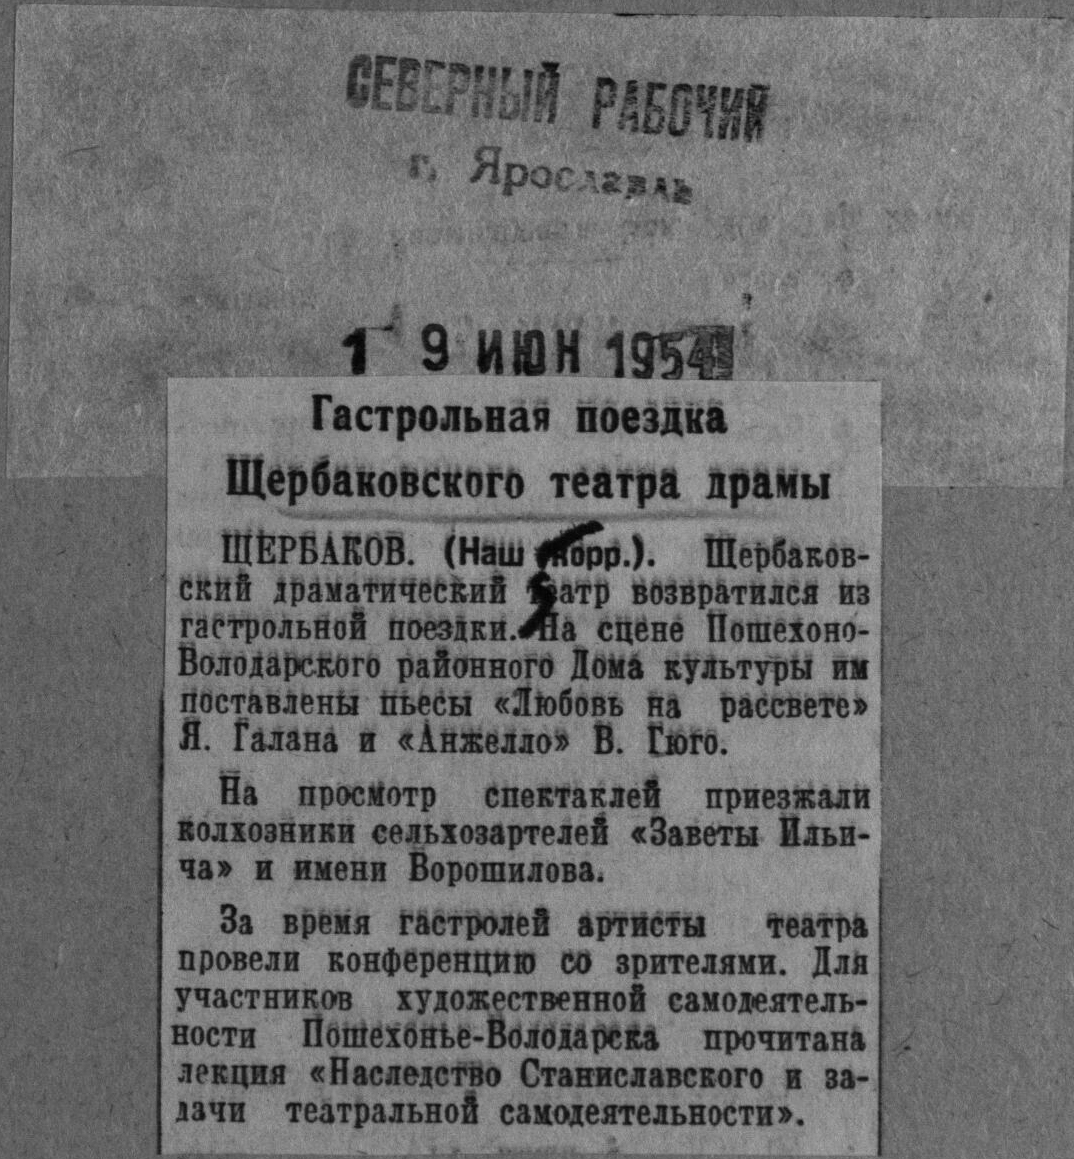 СЕВЕРНЫЙ РАБОЧИЙ
г. Ярославль
1 9 ИЮН 1954
Гастрольная поездка
Щербаковского театра драмы
ЩЕРБАКОВ. (Наш корр.). Щербаков-
ский драматический театр возвратился из
гастрольной поездки. На сцене Пошехоно-
Володарского районного Дома культуры им
поставлены пьесы «Любовь на рассвете»
Я. Галана и «Анжелло» В. Гюго.
На просмотр спектаклей приезжали
колхозники сельхозартелей «Заветы Ильи-
ча» и имени Ворошилова.
За время гастролей артисты театра
провели конференцию со зрителями. Для
участников художественной самодеятель-
ности Пошехонье-Володарска прочитана
лекция «Наследство Станиславского и за-
дачи театральной самодеятельности».